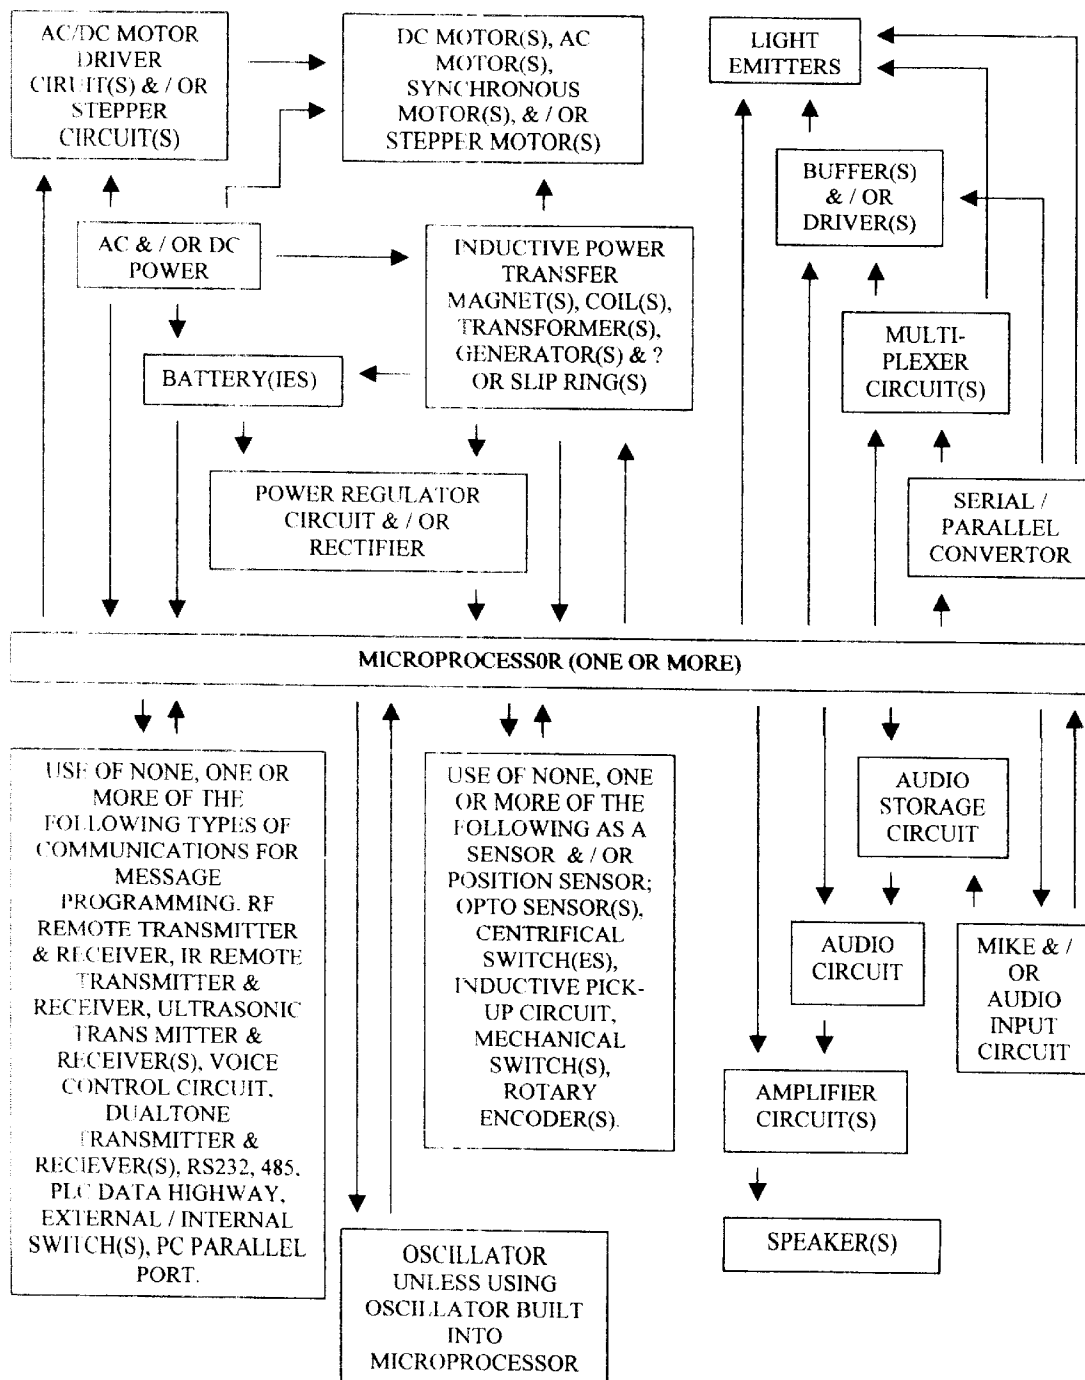 AC/DC MOTOR
DRIVER
CIRUIT(S) & / OR
STEPPER
CIRCUIT(S)
DC MOTOR(S), AC
MOTOR(S),
SYNCHRONOUS
MOTOR(S), & / OR
STEPPER MOTOR(S)
LIGHT
EMITTERS
BUFFER(S)
& / OR
DRIVER(S)
AC & / OR DC
POWER
INDUCTIVE POWER
TRANSFER
MAGNET(S), COIL(S),
TRANSFORMER(S),
GENERATOR(S) & ?
OR SLIP RING(S)
MULTI-
PLEXER
CIRCUIT(S)
BATTERY(IES)
POWER REGULATOR
CIRCUIT & / OR
RECTIFIER
SERIAL /
PARALLEL
CONVERTOR
MICROPROCESS0R (ONE OR MORE)
USE OF NONE, ONE OR
MORE OF THE
FOLLOWING TYPES OF
COMMUNICATIONS FOR
MESSAGE
PROGRAMMING. RF
REMOTE TRANSMITTER
& RECEIVER, IR REMOTE
TRANSMITTER &
RECEIVER, ULTRASONIC
TRANS MITTER &
RECEIVER(S), VOICE
CONTROL CIRCUIT,
DUALTONE
TRANSMITTER &
RECIEVER(S), RS232, 485,
PLC DATA HIGHWAY,
EXTERNAL / INTERNAL
SWITCH(S), PC PARALLEL
PORT.
OSCILLATOR
UNLESS USING
OSCILLATOR BUILT
INTO
MICROPROCESSOR
USE OF NONE, ONE
OR MORE OF THE
FOLLOWING AS A
SENSOR & / OR
POSITION SENSOR;
OPTO SENSOR(S),
CENTRIFICAL
SWITCH(ES),
INDUCTIVE PICK-
UP CIRCUIT,
MECHANICAL
SWITCH(S),
ROTARY
ENCODER(S).
AUDIO
STORAGE
CIRCUIT
AUDIO
CIRCUIT
MIKE & /
OR
AUDIO
INPUT
CIRCUIT
AMPLIFIER
CIRCUIT(S)
SPEAKER(S)